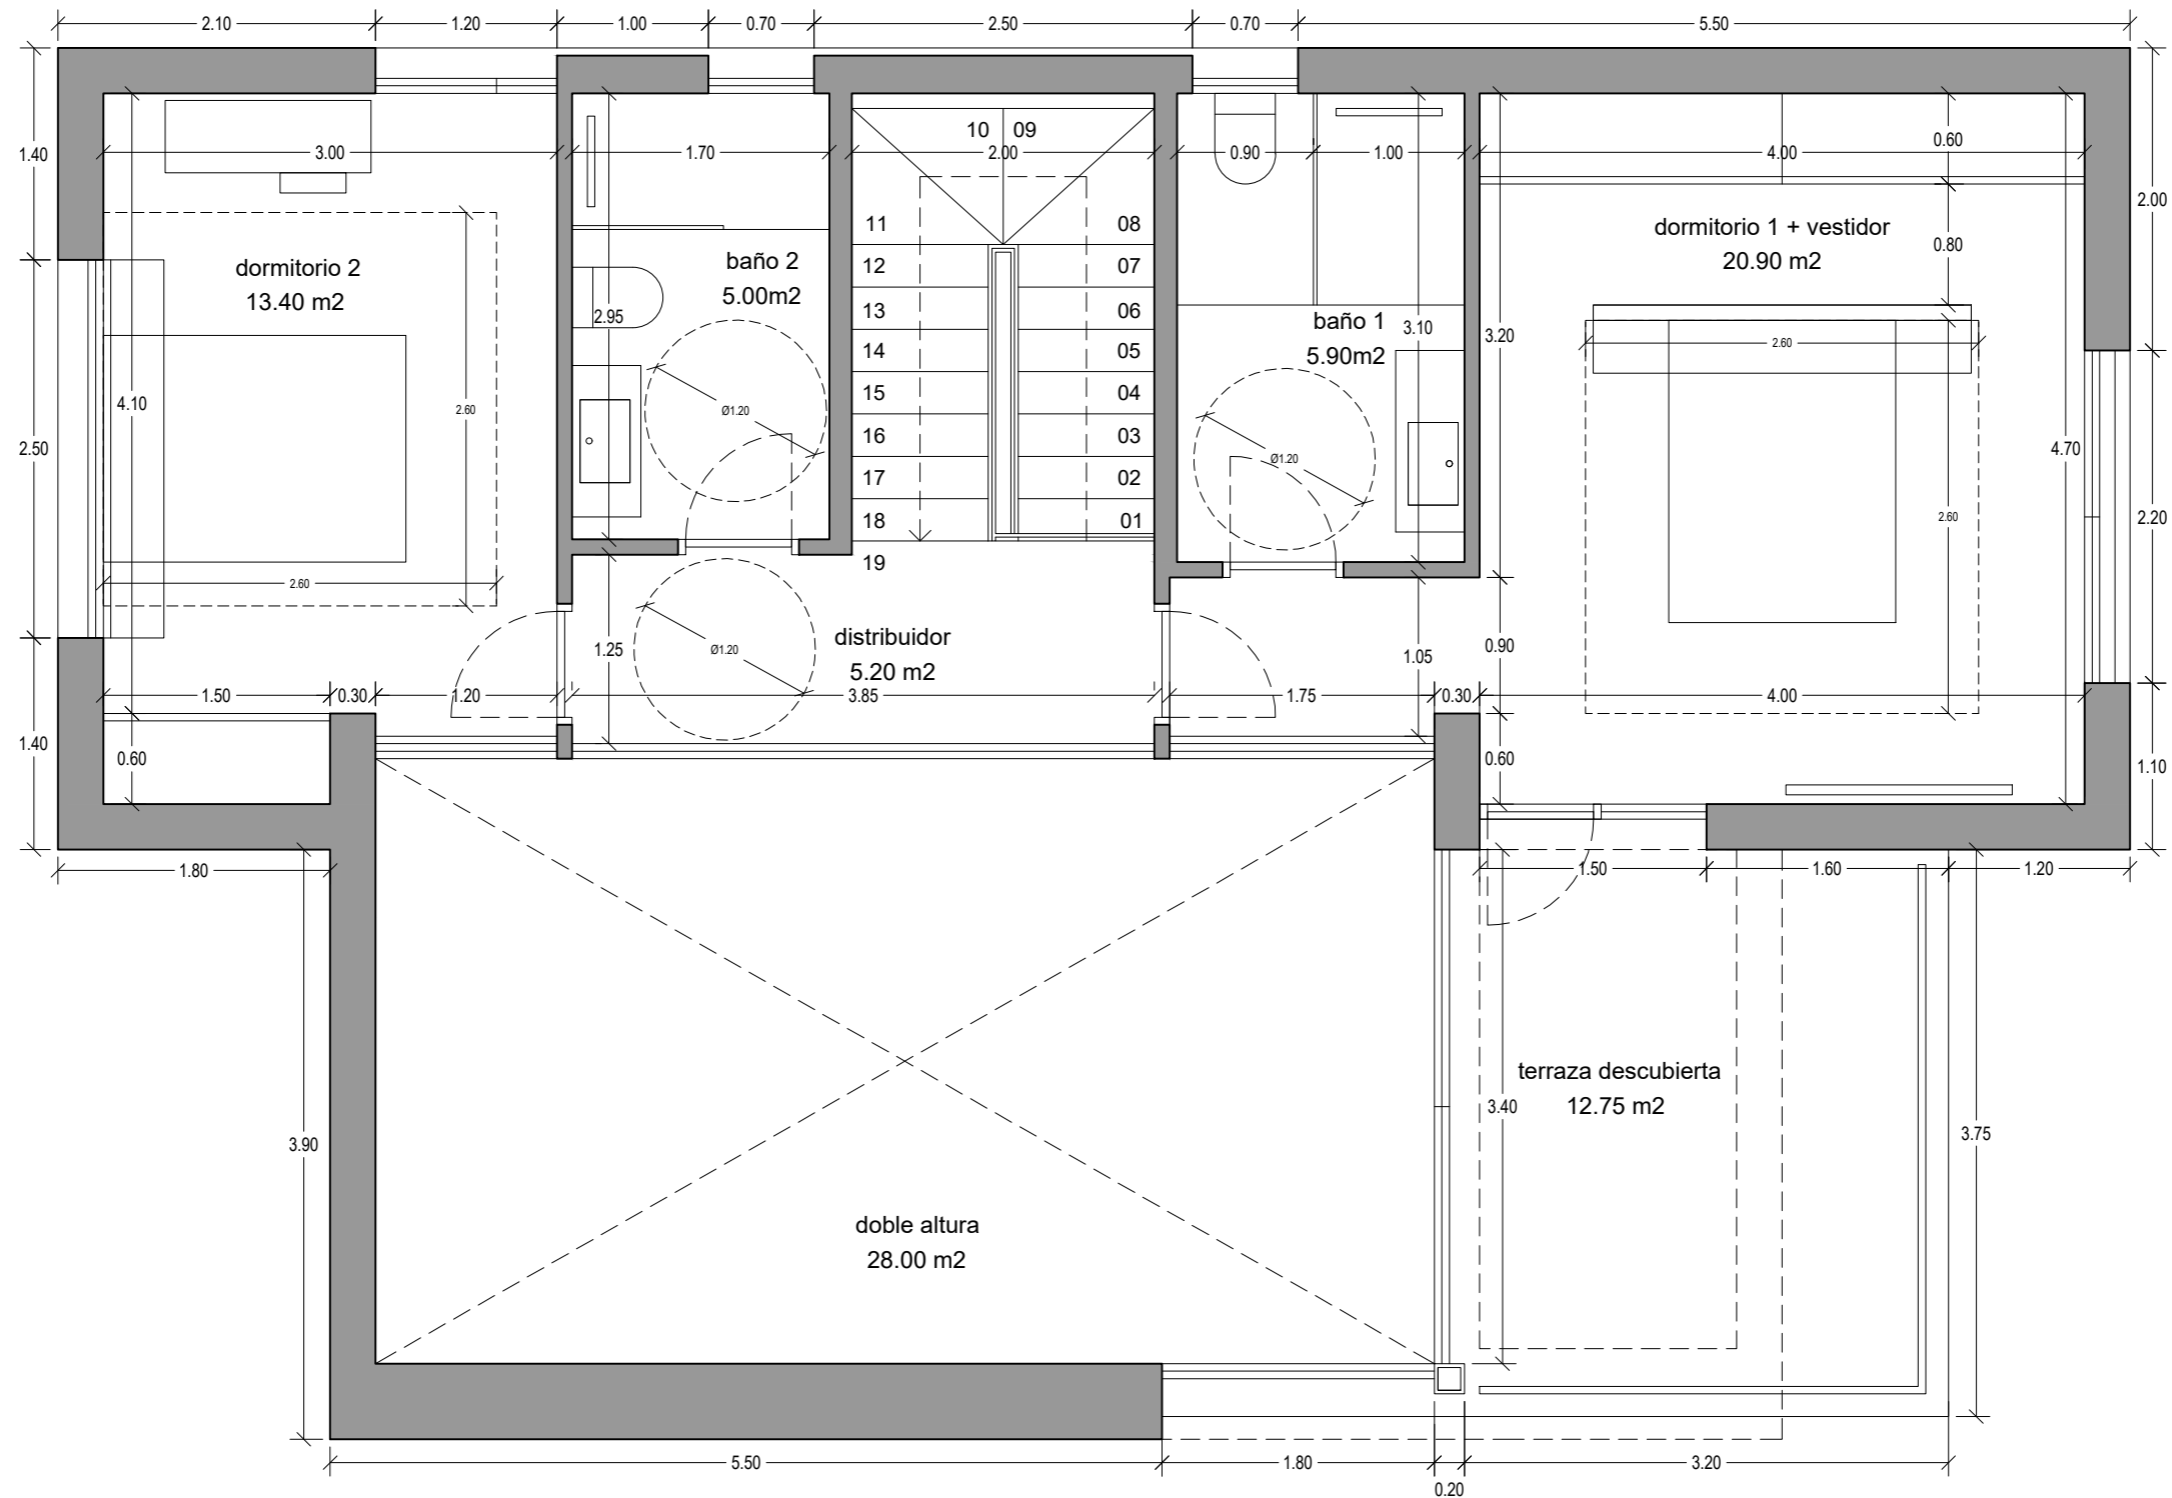 2.10 1.20 1.00 0.70 2.50 0.70 5.50
10 09
1.40 3.00 1.70 2.00 0.90 1.00 4.00 0.60
2.00
11 08
dormitorio 1 + vestidor
20.90 m2
0.80
dormitorio 2
13.40 m2
baño 2
5.00m2
12 07
2.95
13 06
baño 1
5.90m2
3.10
3.20
2.60
14 05
15 04
4.10
2.60
Ø1.20
16 03
2.50
Ø1.20
4.70
17 02
18 01
2.60
2.20
19
2.60
distribuidor
5.20 m2
1.25
Ø1.20
1.05
0.90
1.50 0.30 1.20 3.85 1.75 0.30 4.00
1.40
0.60
0.60
1.10
1.80
1.50 1.60 1.20
terraza descubierta
12.75 m2
3.40
3.75
3.90
doble altura
28.00 m2
5.50 1.80 3.20
0.20